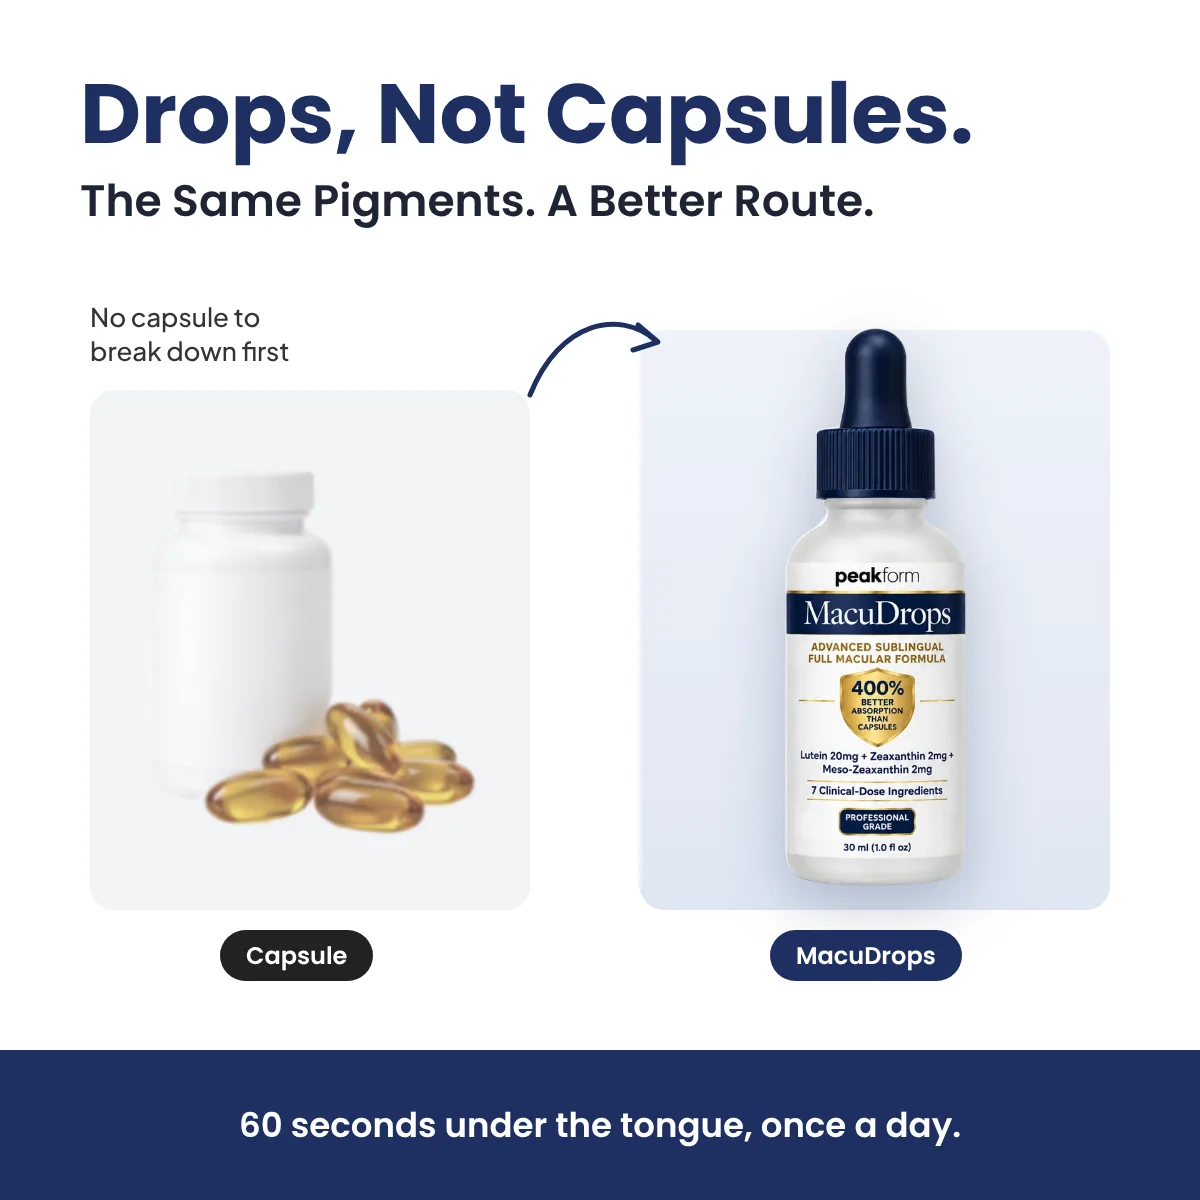 Drops, Not Capsules.
The Same Pigments. A Better Route.
No capsule to
break down first
peakform
MacuDrops
ADVANCED SUBLINGUAL
FULL MACULAR FORMULA
400%
BETTER
ABSORPTION
THAN
CAPSULES
Lutein 20mg + Zeaxanthin 2mg +
Meso-Zeaxanthin 2mg
7 Clinical-Dose Ingredients
PROFESSIONAL
GRADE
30 ml (1.0 fl oz)
Capsule
MacuDrops
60 seconds under the tongue, once a day.